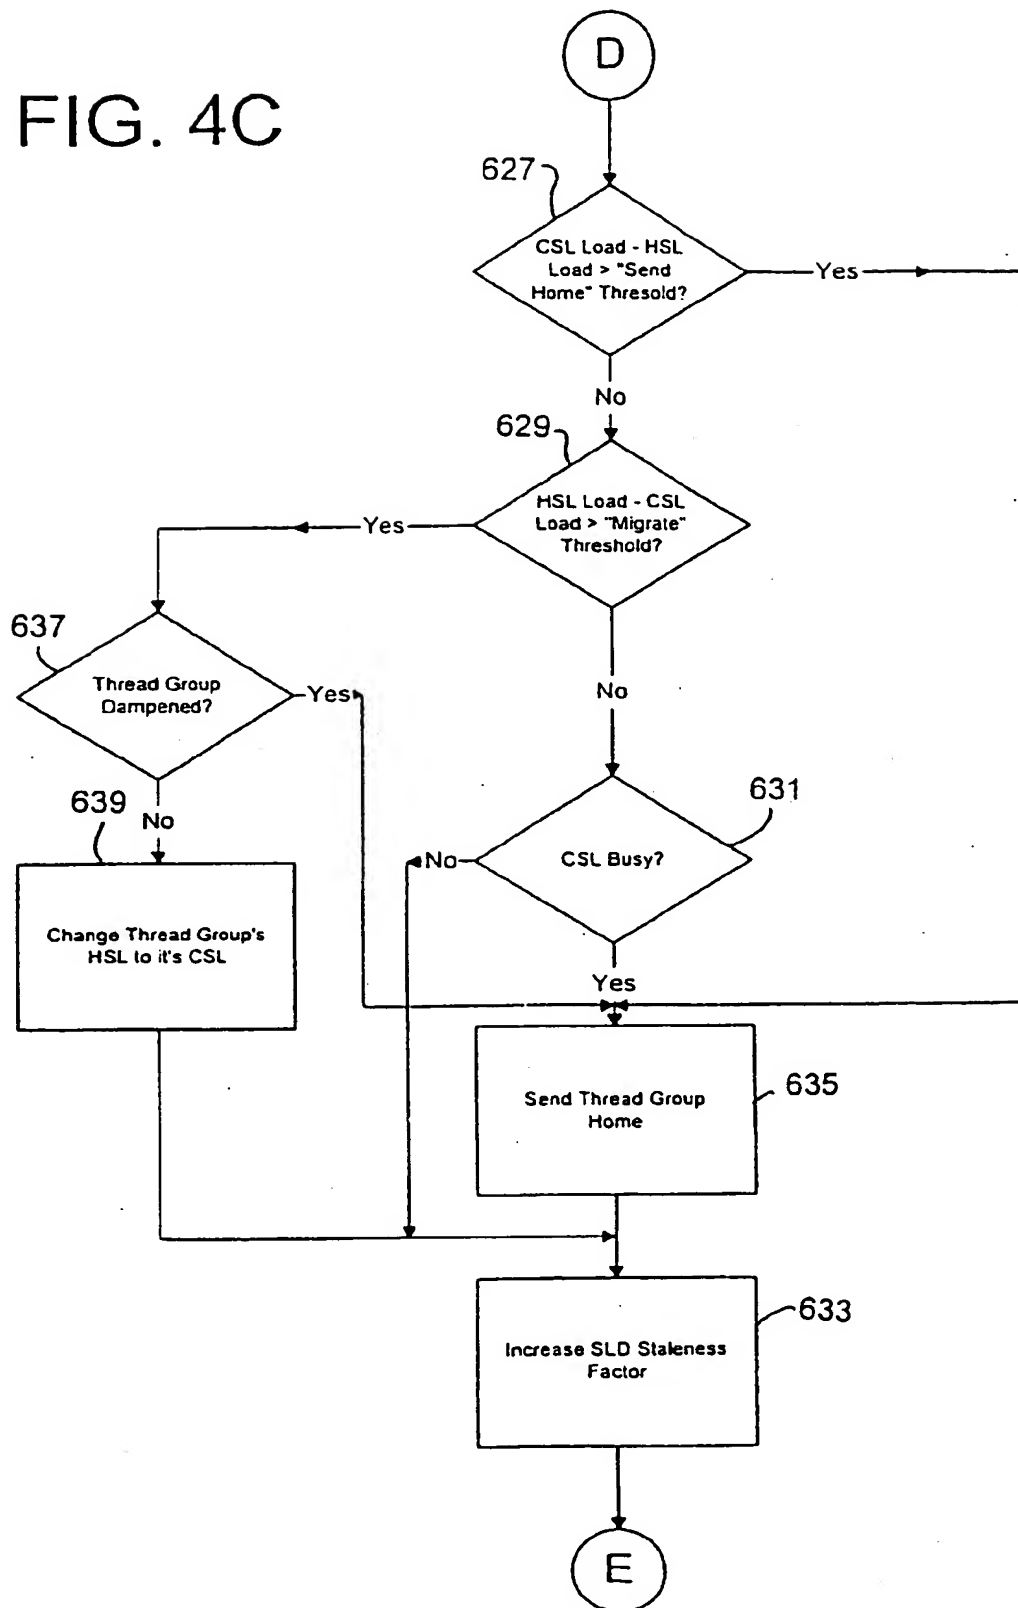 D
FIG. 4C
627
CSL Load - HSL
Load > "Send
Home" Thresold?
Yes
No
629
HSL Load - CSL
Load > "Migrate"
Threshold?
Yes
637
Thread Group
Dampened?
Yes
No
No
639
631
CSL Busy?
No
Change Thread Group's
HSL to it's CSL
Yes
Send Thread Group
Home
635
633
Increase SLD Staleness
Factor
E